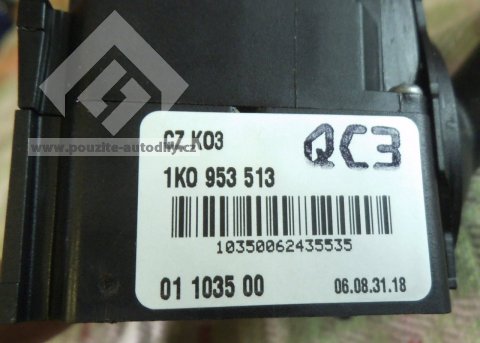 CZ K03
QC3
www.pouzite-autodily.cz
1K0 953 513
10350062435535
01 1035 00
06.08.31.18